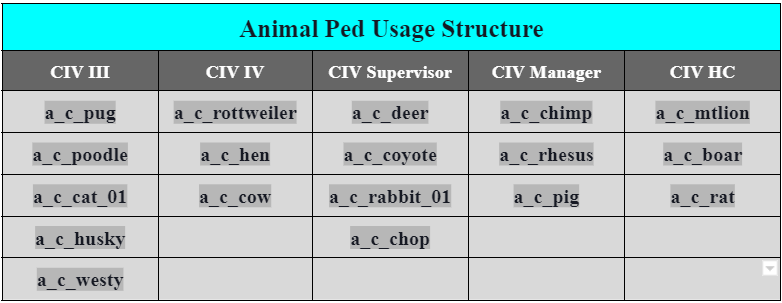 Animal Ped Usage Structure
CIV III CIV IV CIV Supervisor CIV Manager CIV HC
a_c_pug a_c_rottweiler a_c_deer a_c_chimp a_c_mtlion
a_c_poodle a_c_hen a_c_coyote a_c_rhesus a_c_boar
a_c_cat_01 a_c_cow a_c_rabbit_01 a_c_pig a_c_rat
a_c_husky a_c_chop
a_c_westy